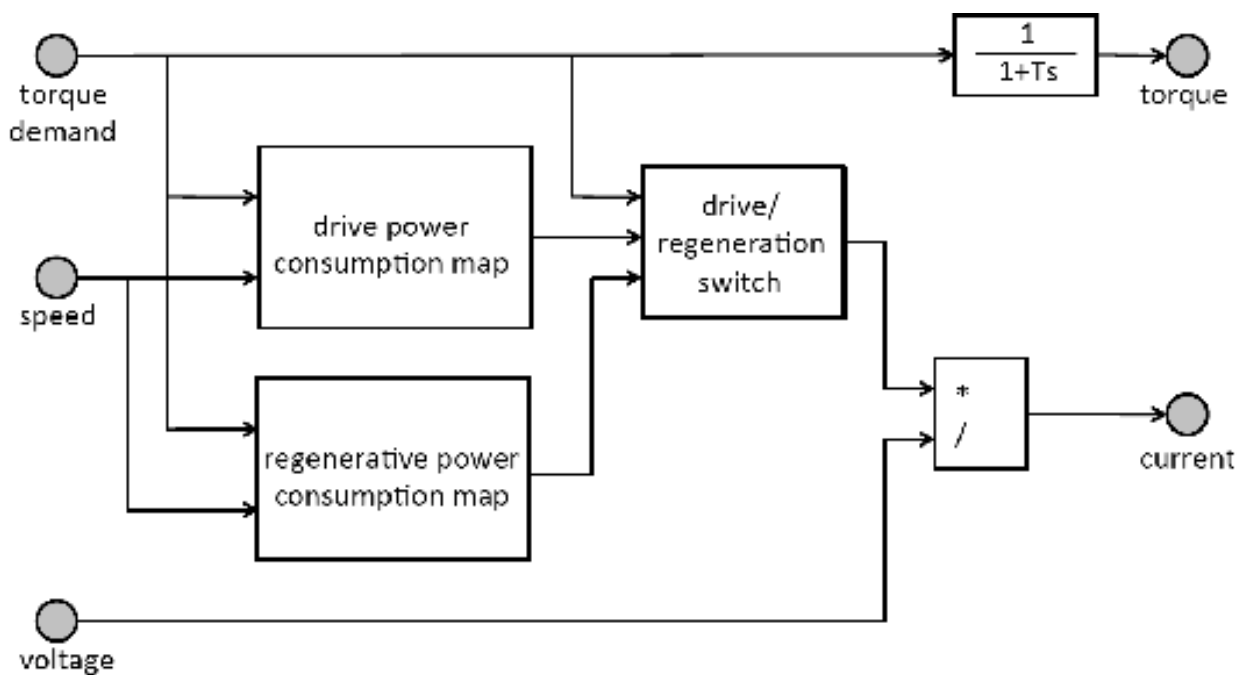 torque
demand
1
1+Ts
torque
drive power
consumption map
drive/
regeneration
switch
speed
regenerative power
consumption map
*
/
current
voltage